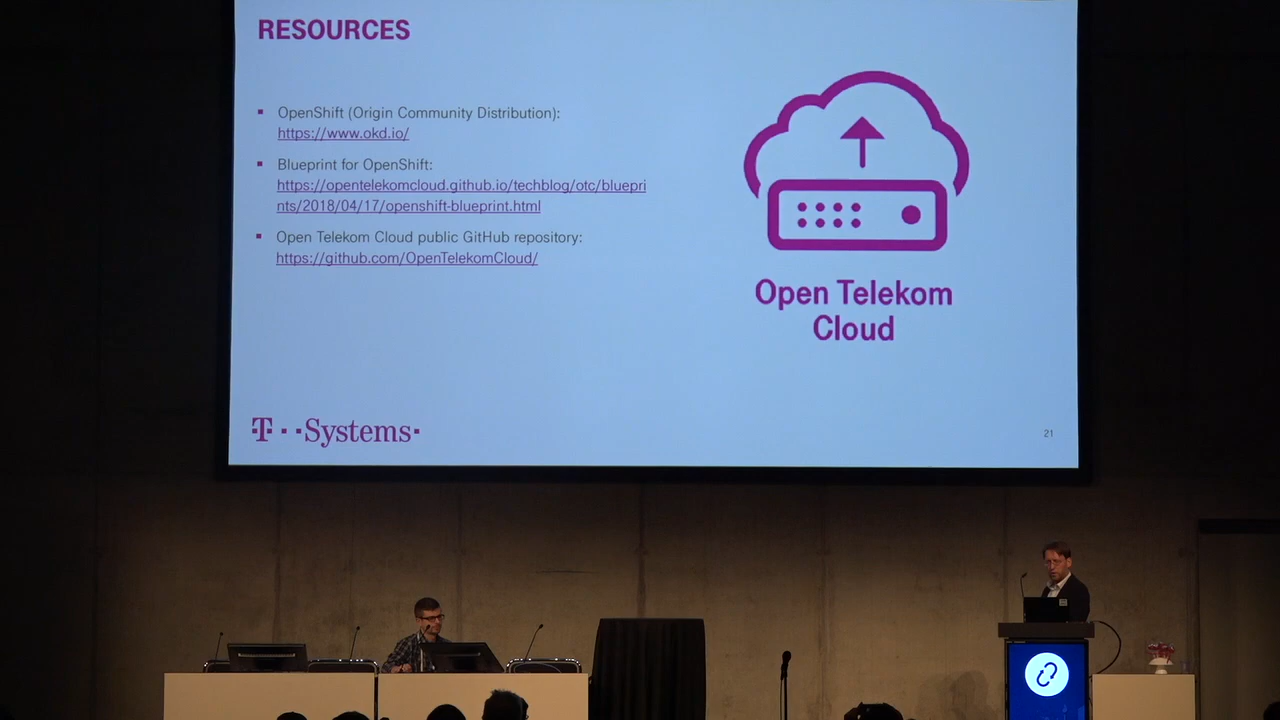 RESOURCES
OpenShift (Origin Community Distribution):
https://www.okd.io/
Blueprint for OpenShift:
https://opentelekomcloud.github.io/techblog/otc/bluepri
nts/2018/04/17/openshift-blueprint.html
Open Telekom Cloud public GitHub repository:
https://github.com/OpenTelekomCloud/
Open Telekom
Cloud
T··Systems·
21